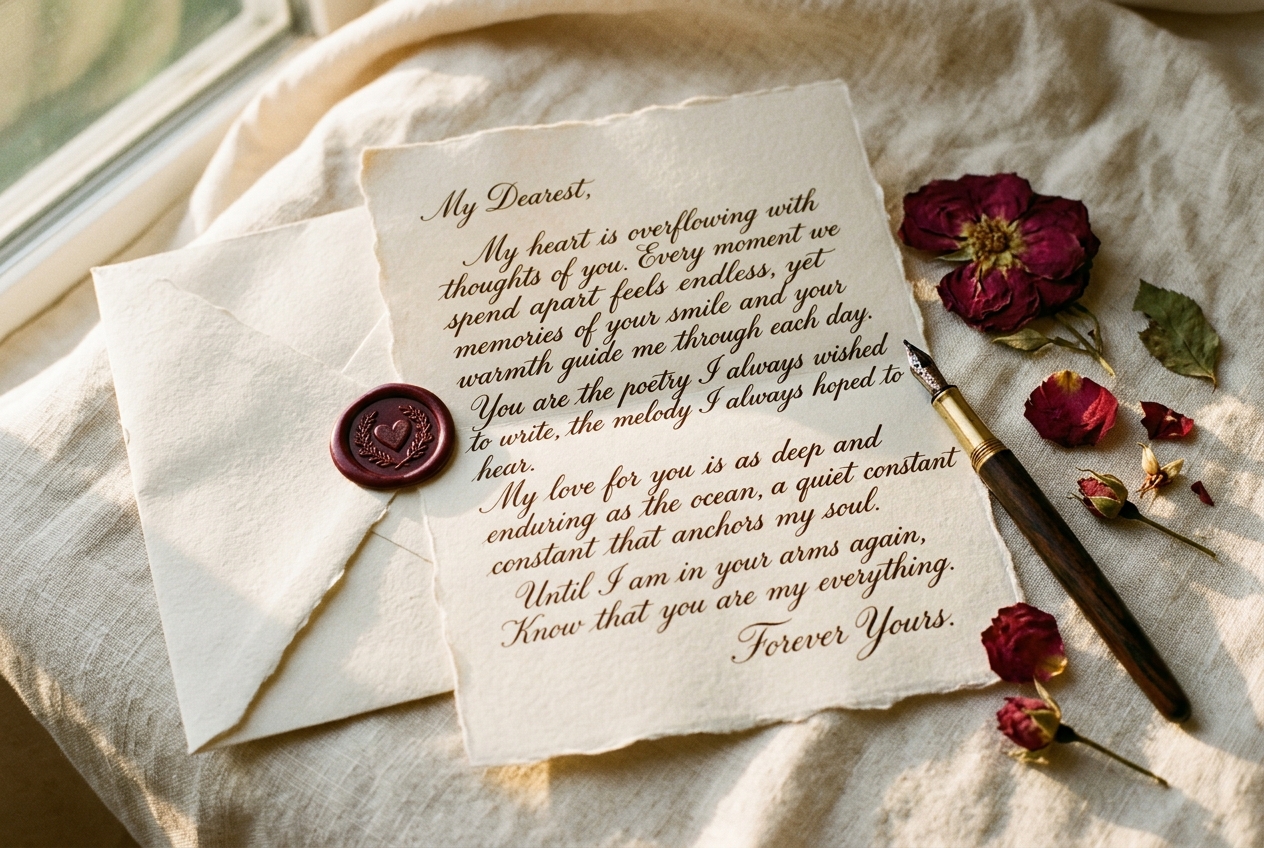 My Dearest,
My heart is overflowing with
thoughts of you. Every moment we
spend apart feels endless, yet
memories of your smile and your
warmth guide me through each day.
You are the poetry I always wished
to write, the melody I always hoped to
hear.
My love for you is as deep and
enduring as the ocean, a quiet constant
constant that anchors my soul.
Until I am in your arms again,
Know that you are my everything.
Forever Yours.